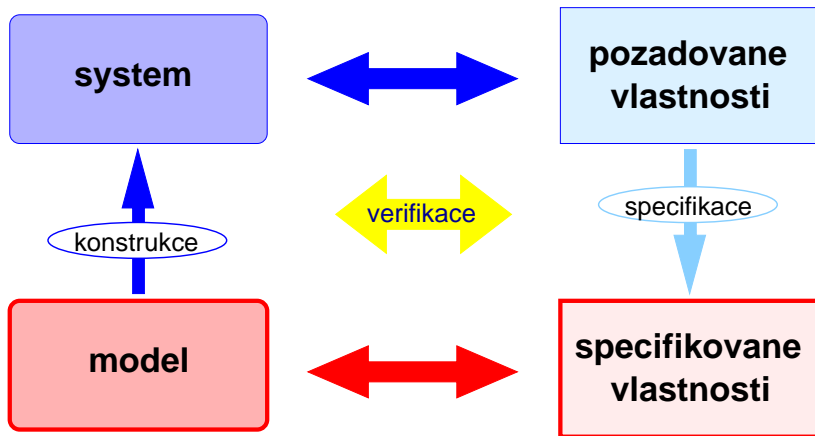 system
pozadovane
vlastnosti
verifikace
konstrukce
specifikace
model
specifikovane
vlastnosti